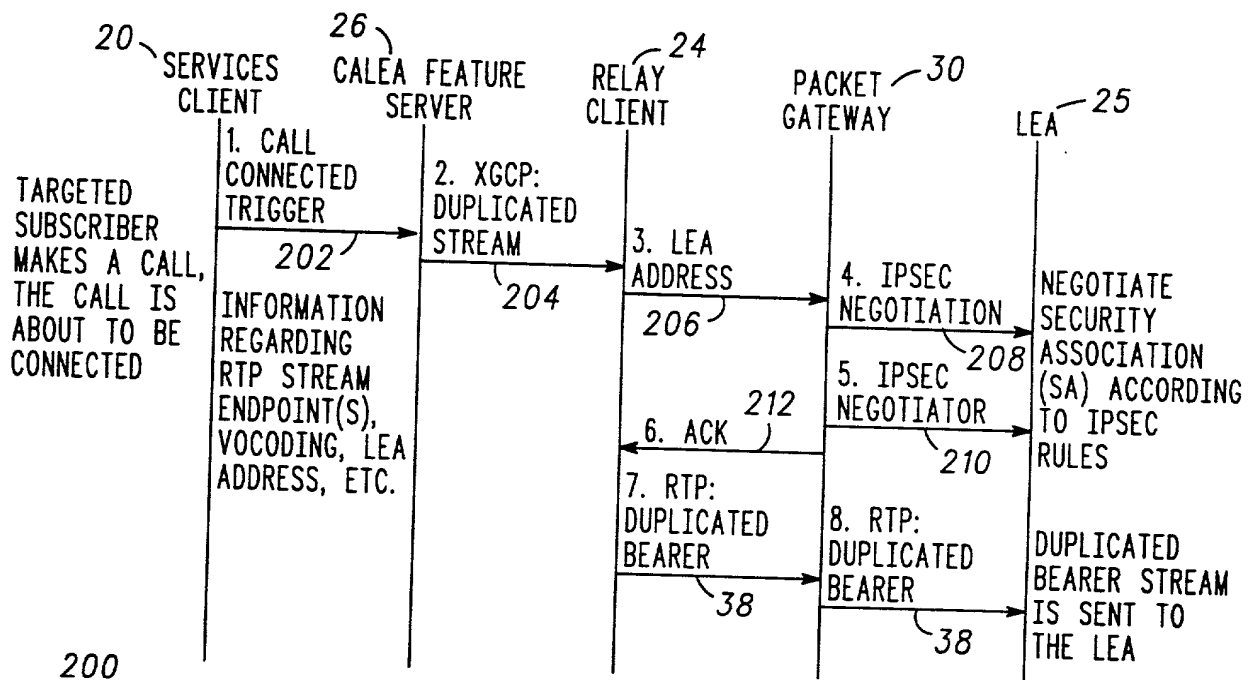 20
SERVICES
CLIENT
26
CALEA FEATURE
SERVER
24
RELAY
CLIENT
PACKET
GATEWAY
30
LEA
25
TARGETED
SUBSCRIBER
MAKES A CALL,
THE CALL IS
ABOUT TO BE
CONNECTED
1. CALL
CONNECTED
TRIGGER
202
INFORMATION
REGARDING
RTP STREAM
ENDPOINT(S),
VOCODING, LEA
ADDRESS, ETC.
2. XGCP:
DUPLICATED
STREAM
204
3. LEA
ADDRESS
206
4. IPSEC
NEGOTIATION
208
NEGOTIATE
SECURITY
ASSOCIATION
(SA) ACCORDING
TO IPSEC
RULES
5. IPSEC
NEGOTIATOR
210
212
6. ACK
7. RTP:
DUPLICATED
BEARER
38
8. RTP:
DUPLICATED
BEARER
38
DUPLICATED
BEARER STREAM
IS SENT TO
THE LEA
200